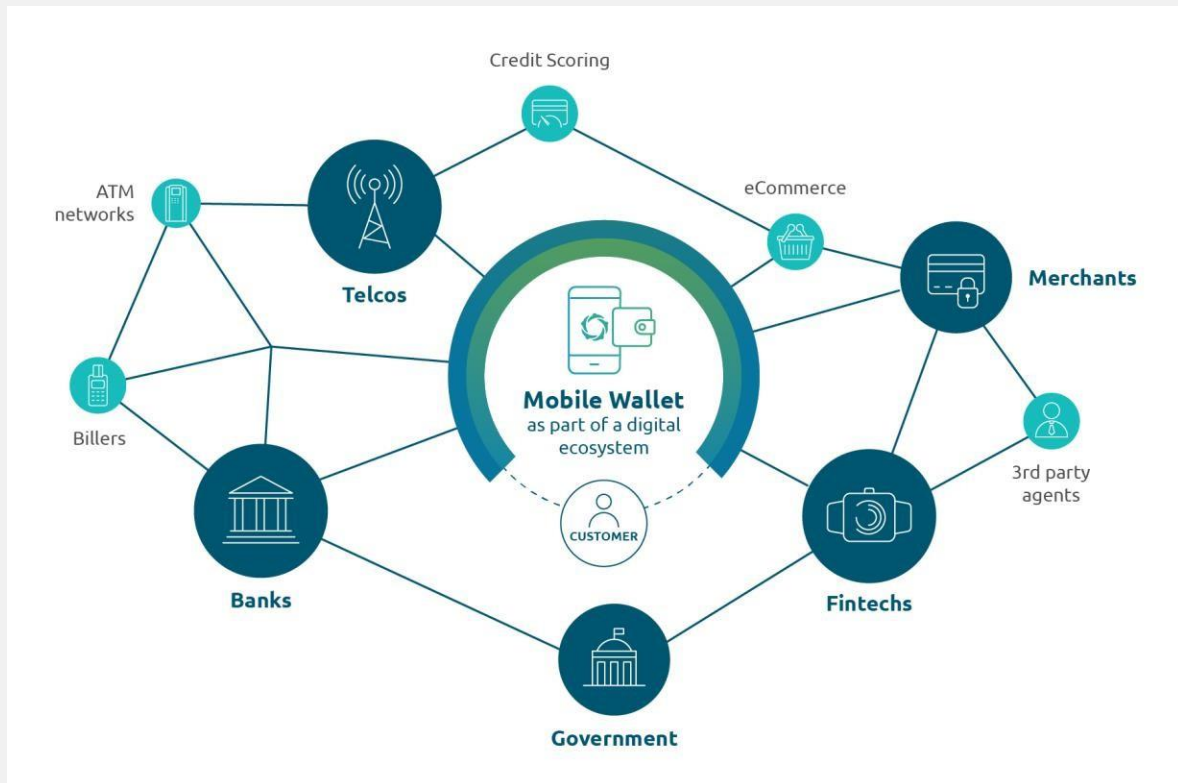 Credit Scoring
ATM
networks
eCommerce
Telcos
Merchants
Mobile Wallet
as part of a digital
ecosystem
Billers
3rd party
agents
CUSTOMER
Banks
Fintechs
Government